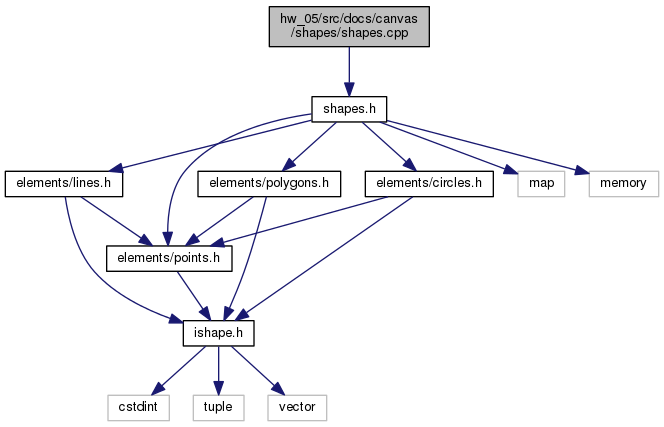 hw_05/src/docs/canvas
/shapes/shapes.cpp
shapes.h
elements/lines.h
elements/polygons.h
elements/circles.h
map
memory
elements/points.h
ishape.h
cstdint
tuple
vector